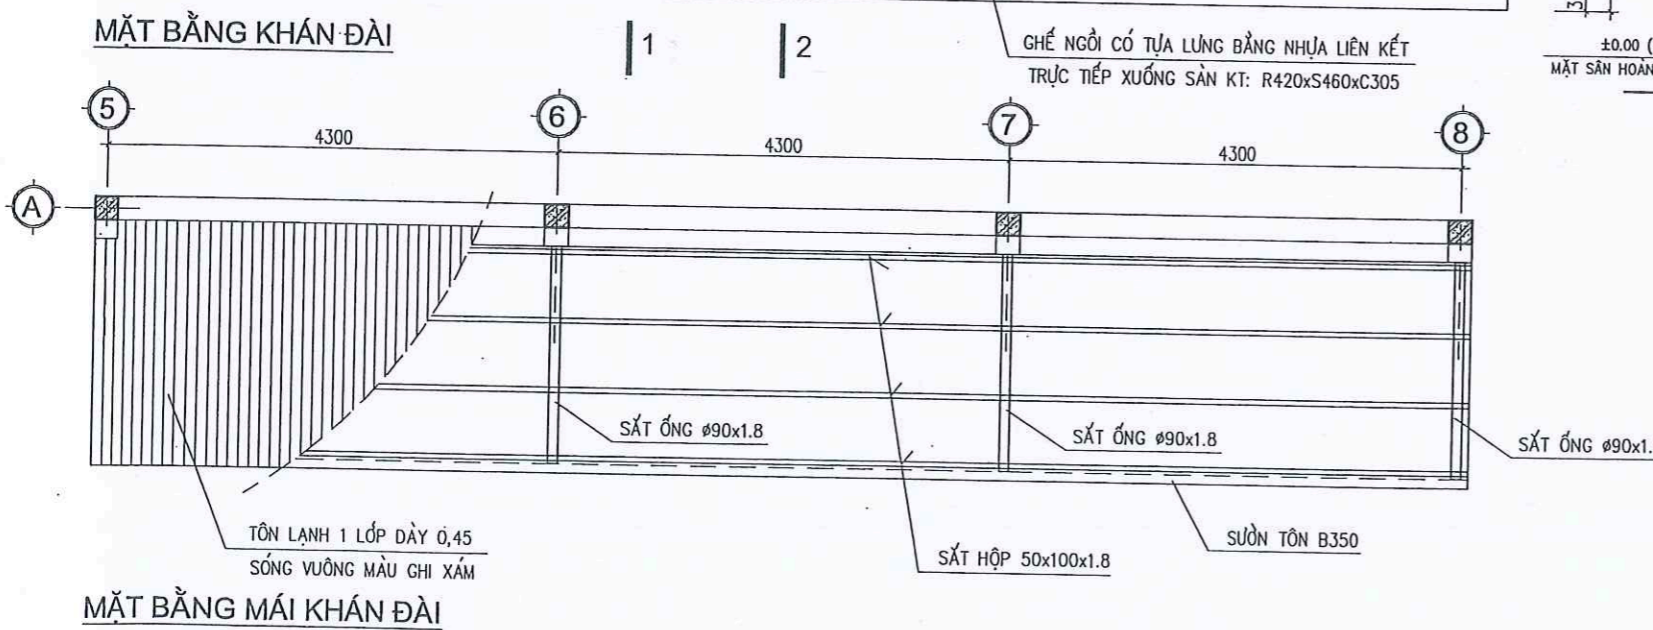 MẶT BẰNG KHÁN ĐÀI
1
2
GHẾ NGỒI CÓ TỰA LƯNG BẰNG NHỰA LIÊN KẾT
TRỰC TIẾP XUỐNG SÀN KT: R420xS460xC305
3
±0.00 (
MẶT SÂN HOÀN
5
6
7
8
4300
4300
4300
A
SẮT ỐNG ø90x1.8
SẮT ỐNG ø90x1.8
SẮT ỐNG ø90x1.
TÔN LẠNH 1 LỚP DÀY 0,45
SÓNG VUÔNG MÀU GHI XÁM
SẮT HỘP 50x100x1.8
SƯỜN TÔN B350
MẶT BẰNG MÁI KHÁN ĐÀI